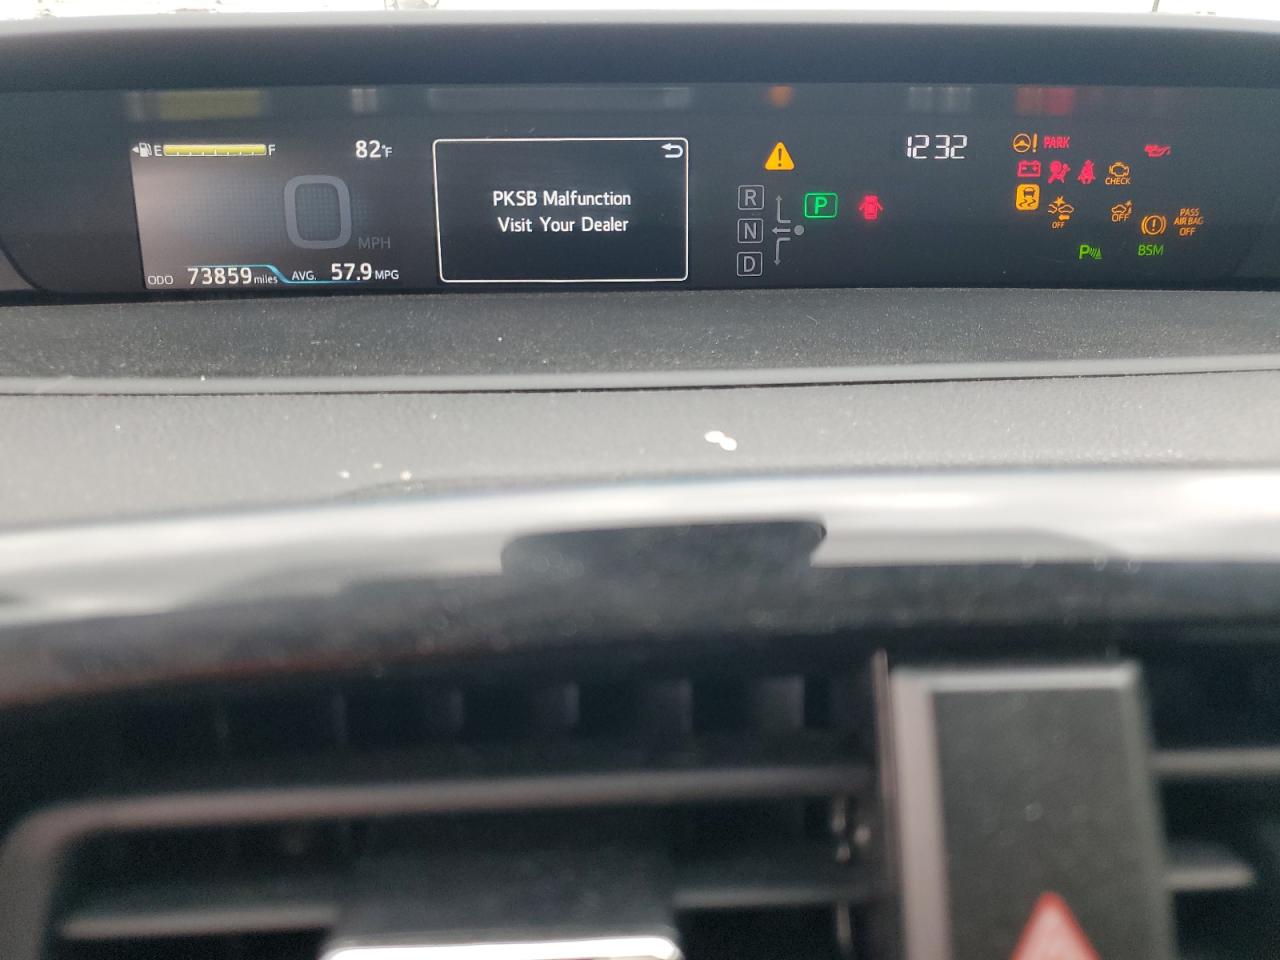 E F
82°F
0
MPH
ODO 73859 miles
AVG. 57.9 MPG
PKSB Malfunction
Visit Your Dealer
R
N
D
P
12 32
PARK
CHECK
OFF
OFF
PASS
AIR BAG
OFF
P
BSM